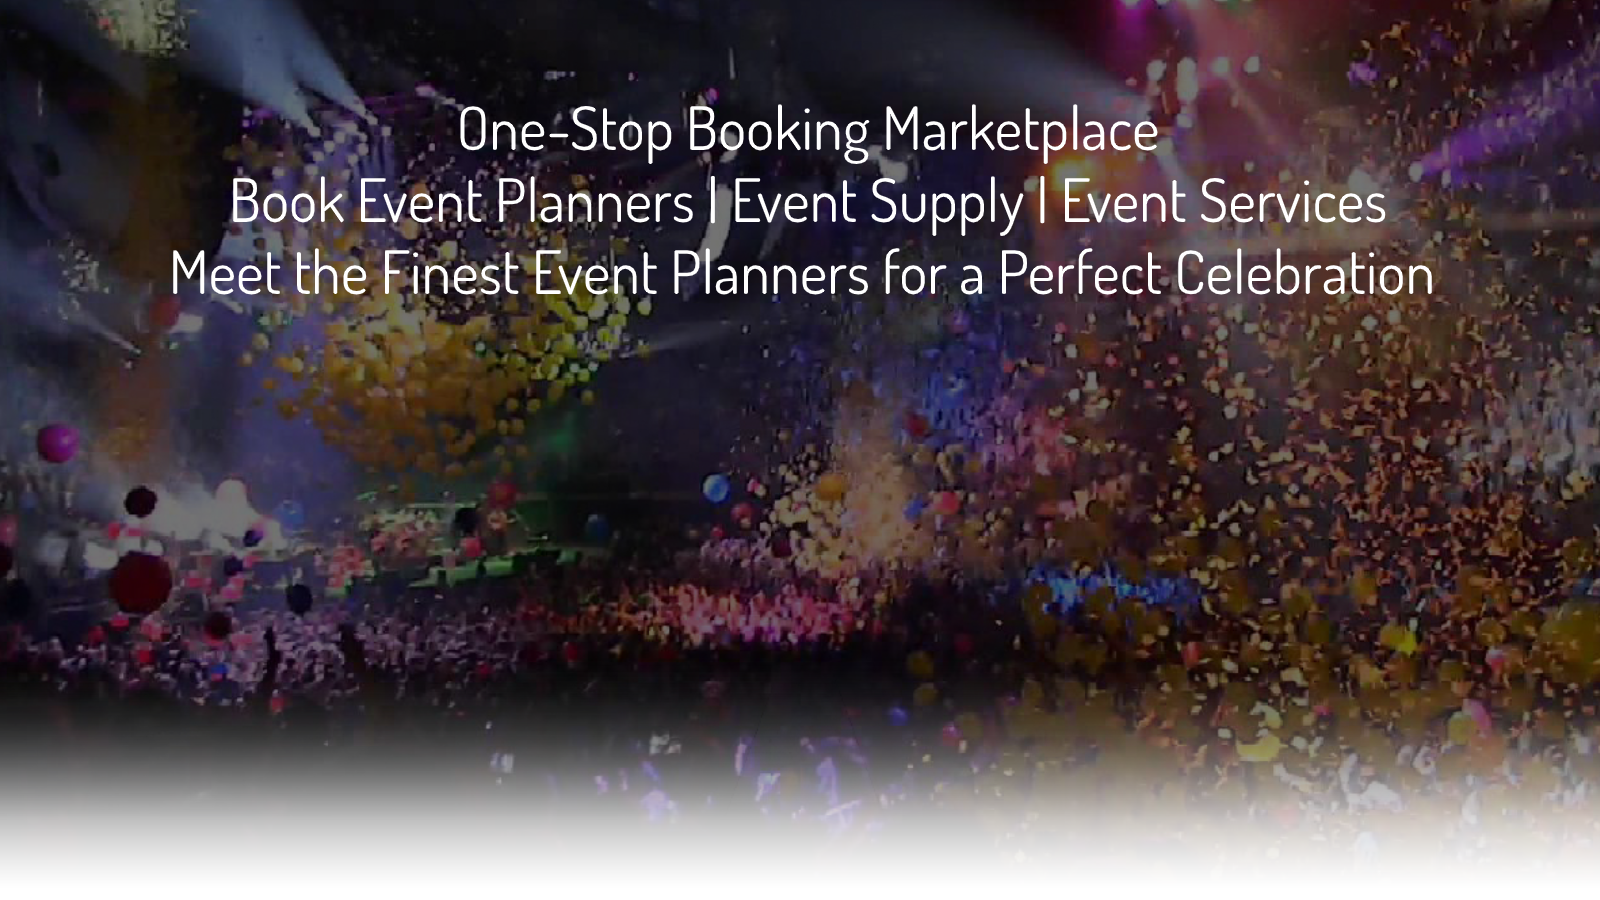 One-Stop Booking Marketplace
Book Event Planners | Event Supply | Event Services
Meet the Finest Event Planners for a Perfect Celebration